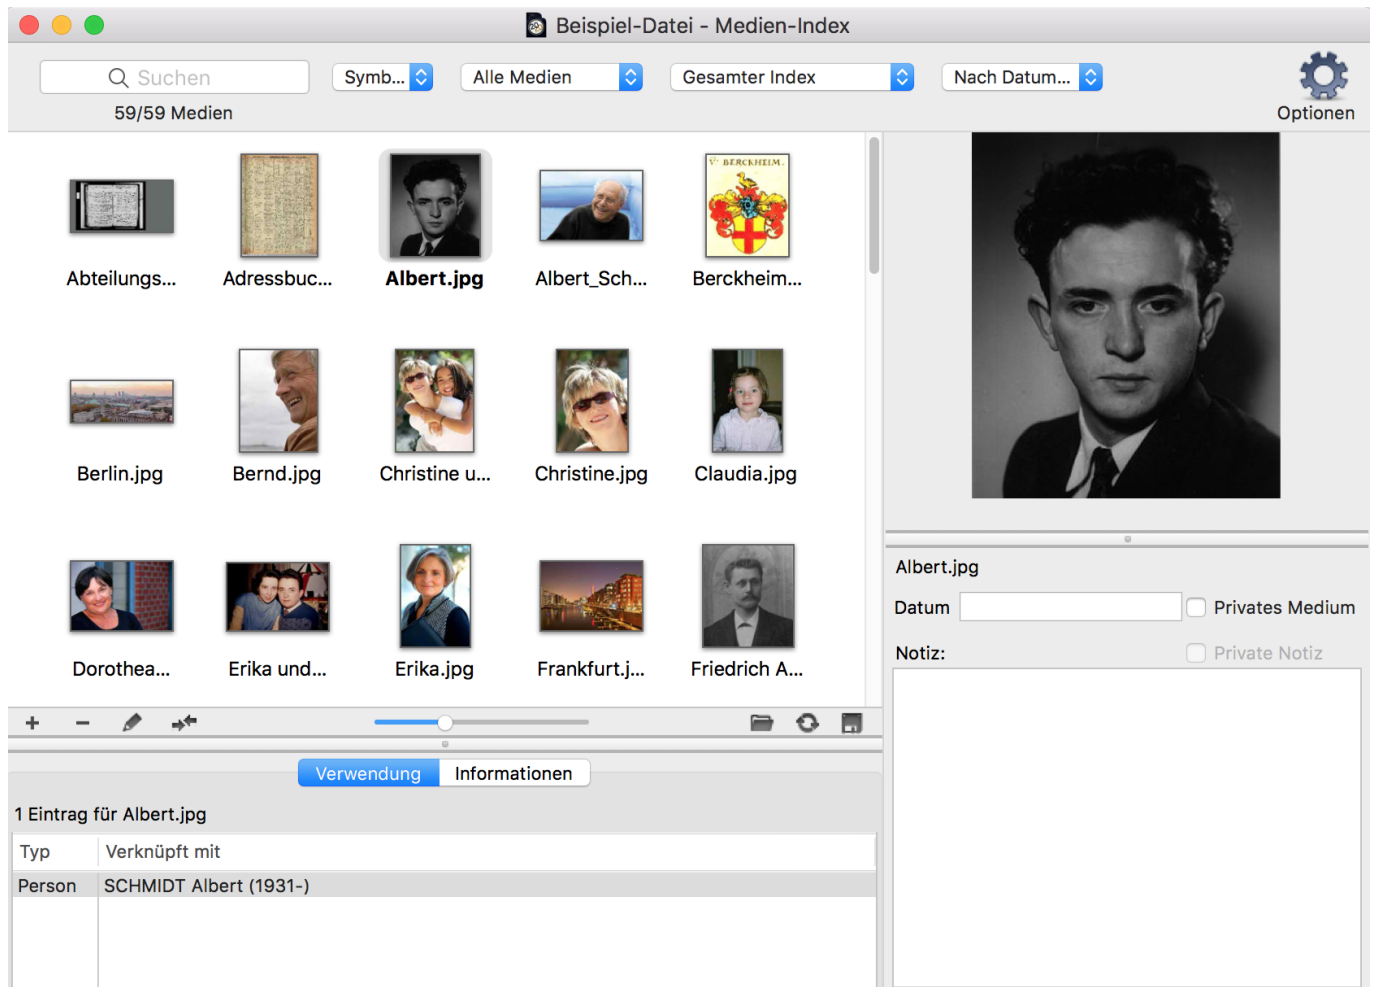 Beispiel-Datei - Medien-Index
Suchen
Symb...
Alle Medien
Gesamter Index
Nach Datum...
59/59 Medien
Optionen
BERCKHEIM.
Abteilungs...
Adressbuc...
Albert.jpg
Albert_Sch...
Berckheim...
Berlin.jpg
Bernd.jpg
Christine u...
Christine.jpg
Claudia.jpg
Dorothea...
Erika und...
Erika.jpg
Frankfurt.j...
Friedrich A...
Albert.jpg
Datum
Privates Medium
Notiz:
Private Notiz
Verwendung
Informationen
1 Eintrag für Albert.jpg
Typ
Verknüpft mit
Person
SCHMIDT Albert (1931-)